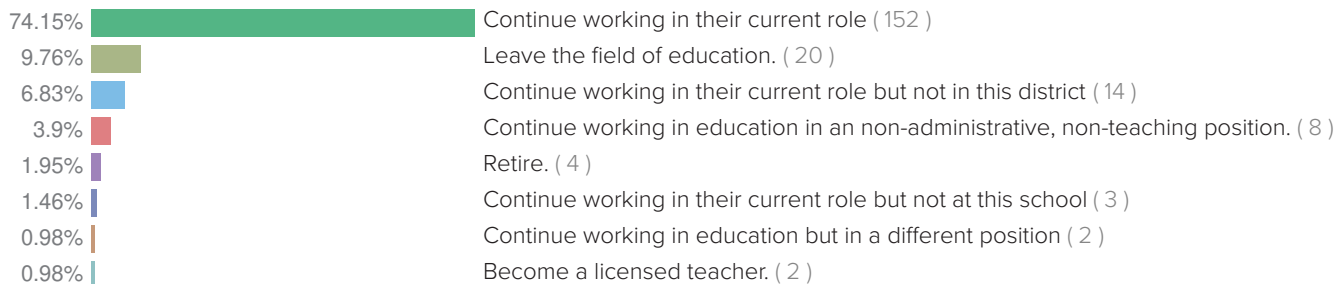 74.15% Continue working in their current role ( 152 )
9.76% Leave the field of education. ( 20 )
6.83% Continue working in their current role but not in this district ( 14 )
3.9% Continue working in education in an non-administrative, non-teaching position. ( 8 )
1.95% Retire. ( 4 )
1.46% Continue working in their current role but not at this school ( 3 )
0.98% Continue working in education but in a different position ( 2 )
0.98% Become a licensed teacher. ( 2 )